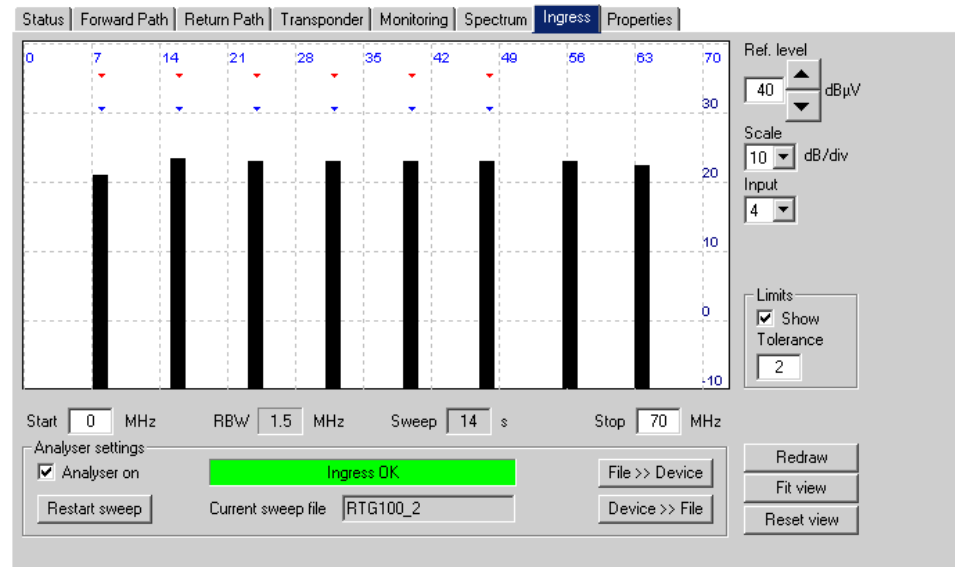 Status Forward Path Return Path Transponder Monitoring Spectrum Ingress Properties
0 7 14 21 28 35 42 49 56 63 70
30
20
10
0
-10
Ref. level
40 dBµV
Scale
10 dB/div
Input
4
Limits
Show
Tolerance
2
Start 0 MHz RBW 1.5 MHz Sweep 14 s Stop 70 MHz
Analyser settings
Analyser on Ingress OK File >> Device
Restart sweep Current sweep file RTG100_2 Device >> File
Redraw
Fit view
Reset view